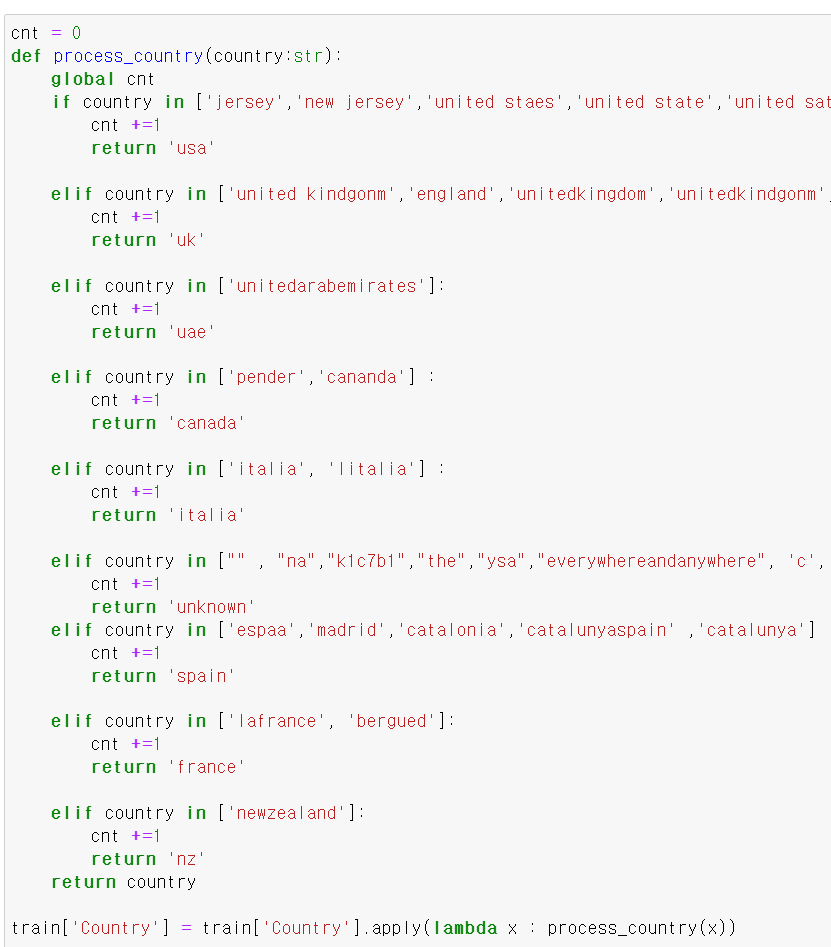 cnt = 0
def process_country(country:str):
    global cnt
    if country in ['jersey','new jersey','united staes','united state','united sat
        cnt +=1
        return 'usa'

    elif country in ['united kindgonm','england','unitedkingdom','unitedkindgonm'
        cnt +=1
        return 'uk'

    elif country in ['unitedarabemirates']:
        cnt +=1
        return 'uae'

    elif country in ['pender','cananda'] :
        cnt +=1
        return 'canada'

    elif country in ['italia', 'litalia'] :
        cnt +=1
        return 'italia'

    elif country in ["" , "na","k1c7b1","the","ysa","everywhereandanywhere", 'c',
        cnt +=1
        return 'unknown'
    elif country in ['espaa','madrid','catalonia','catalunyaspain' ,'catalunya']
        cnt +=1
        return 'spain'

    elif country in ['lafrance', 'bergued']:
        cnt +=1
        return 'france'

    elif country in ['newzealand']:
        cnt +=1
        return 'nz'
    return country

train['Country'] = train['Country'].apply(lambda x : process_country(x))